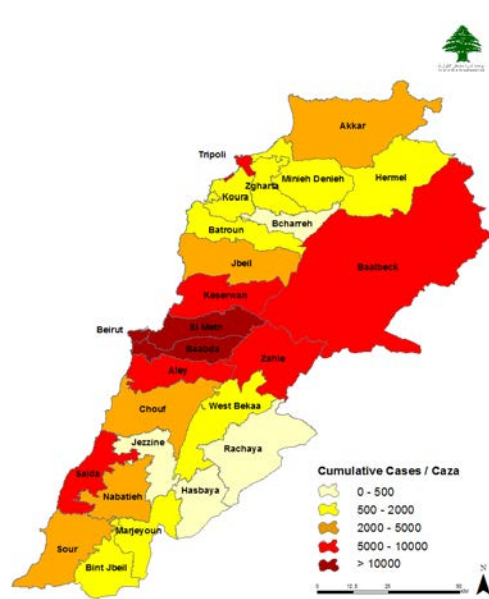 Akkar
Tripoli
Zgharta
Minieh Denieh
Hermel
Koura
Bcharreh
Batroun
Jbeil
Baalbeck
Keserwan
Beirut
El Metn
Baabda
Zahle
Aley
West Bekaa
Chouf
Jezzine
Rachaya
Saida
Nabatieh
Hasbaya
Marjeyoun
Sour
Bint Jbeil
Cumulative Cases / Caza
0 - 500
500 - 2000
2000 - 5000
5000 - 10000
> 10000
N